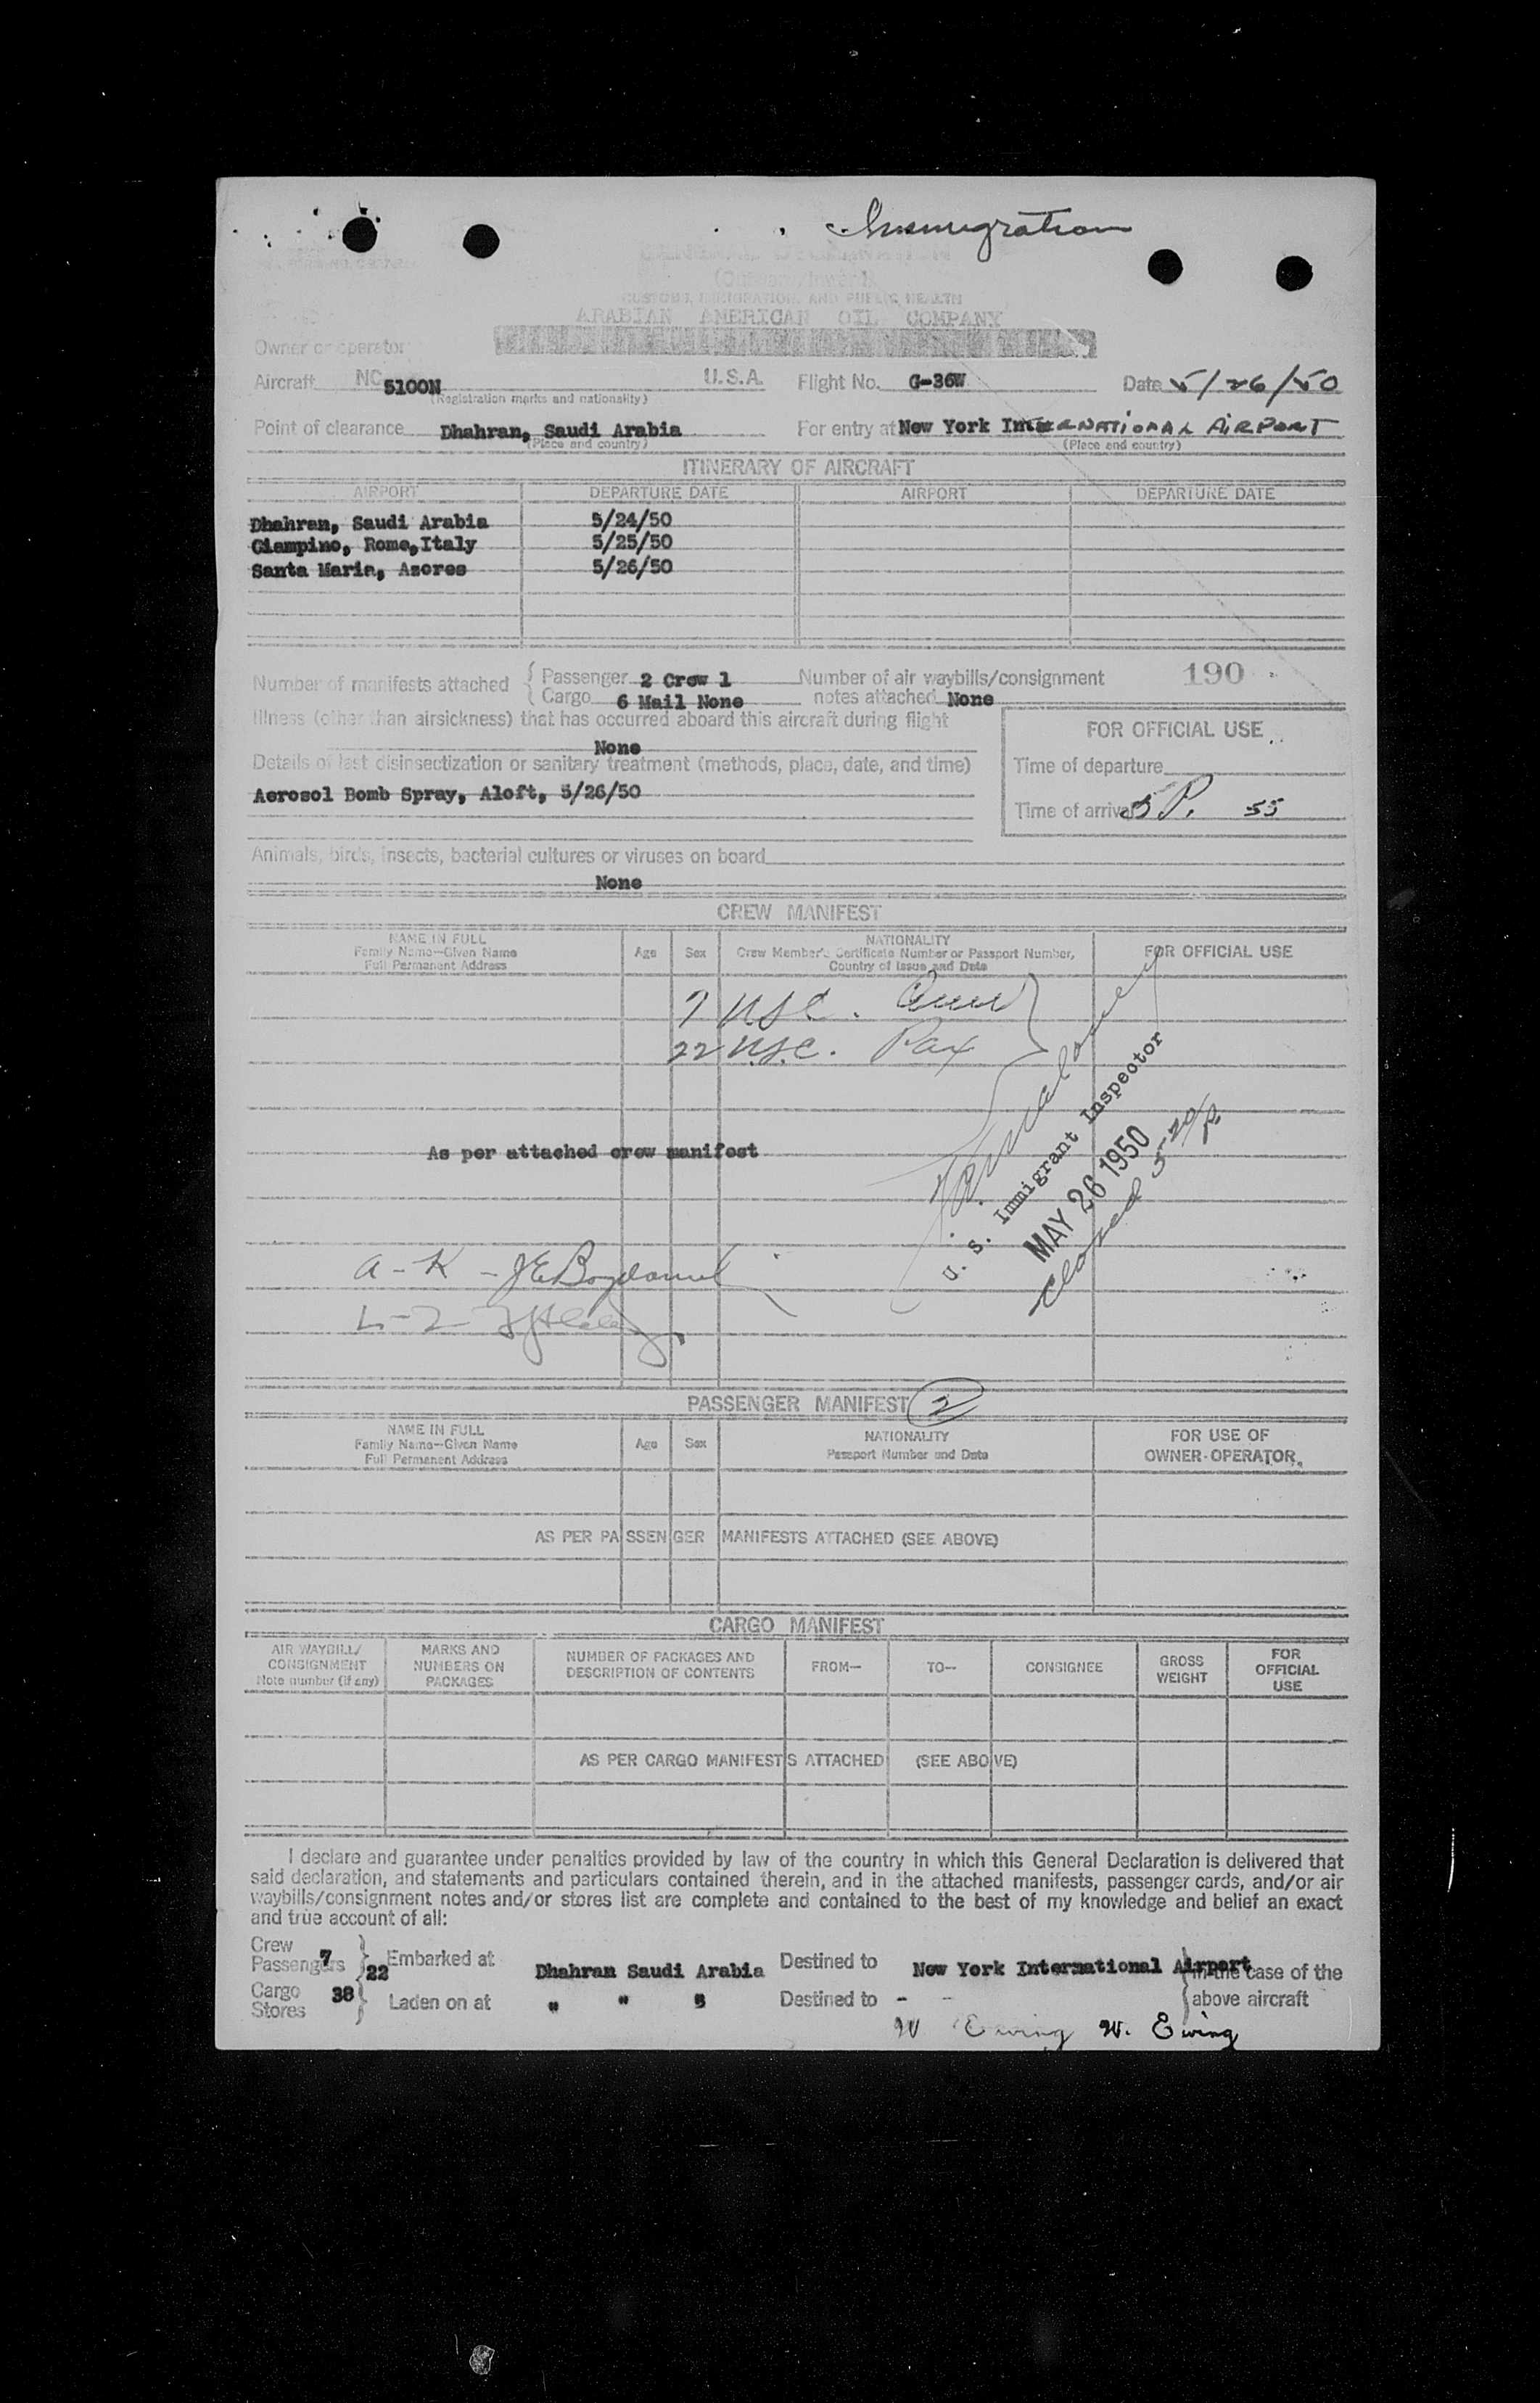 Immigration
CUSTOMS, IMMIGRATION, AND PUBLIC HEALTH
ARABIAN AMERICAN OIL COMPANY
Owner or operator
Aircraft NC 5100N U.S.A. Flight No. G-36W Date 5/26/50
(Registration marks and nationality)
Point of clearance Dhahran, Saudi Arabia For entry at New York INTERNATIONAL AIRPORT
(Place and country) (Place and country)
ITINERARY OF AIRCRAFT
AIRPORT DEPARTURE DATE AIRPORT DEPARTURE DATE
Dhahran, Saudi Arabia 5/24/50
Ciampino, Rome, Italy 5/25/50
Santa Maria, Azores 5/26/50
Number of manifests attached { Passenger 2 Crew 1 Number of air waybills/consignment 190
{ Cargo 6 Mail None notes attached None
Illness (other than airsickness) that has occurred aboard this aircraft during flight
None
FOR OFFICIAL USE
Details of last disinsectization or sanitary treatment (methods, place, date, and time)
Time of departure
Aerosol Bomb Spray, Aloft, 5/26/50
Time of arrival 5 P. 55
Animals, birds, insects, bacterial cultures or viruses on board
None
CREW MANIFEST
NAME IN FULL
Family Name—Given Name
Full Permanent Address
Age Sex
NATIONALITY
Crew Member's Certificate Number or Passport Number,
Country of Issue and Date
FOR OFFICIAL USE
7 USC. Crew
22 USC. Pax
As per attached crew manifest
U. S. Immigrant Inspector
MAY 26 1950
Closed
A - K -
L - Z
PASSENGER MANIFEST 2
NAME IN FULL
Family Name—Given Name
Full Permanent Address
Age Sex
NATIONALITY
Passport Number and Date
FOR USE OF
OWNER-OPERATOR
AS PER PASSENGER MANIFESTS ATTACHED (SEE ABOVE)
CARGO MANIFEST
AIR WAYBILL/
CONSIGNMENT
Note number (if any)
MARKS AND
NUMBERS ON
PACKAGES
NUMBER OF PACKAGES AND
DESCRIPTION OF CONTENTS
FROM—
TO—
CONSIGNEE
GROSS
WEIGHT
FOR
OFFICIAL
USE
AS PER CARGO MANIFESTS ATTACHED (SEE ABOVE)
I declare and guarantee under penalties provided by law of the country in which this General Declaration is delivered that
said declaration, and statements and particulars contained therein, and in the attached manifests, passenger cards, and/or air
waybills/consignment notes and/or stores list are complete and contained to the best of my knowledge and belief an exact
and true account of all:
Crew 7
Passengers 22 Embarked at Dhahran Saudi Arabia Destined to New York International Airport in the case of the
Cargo 38
Stores Laden on at " " " Destined to - - above aircraft
W Ewing W. Ewing